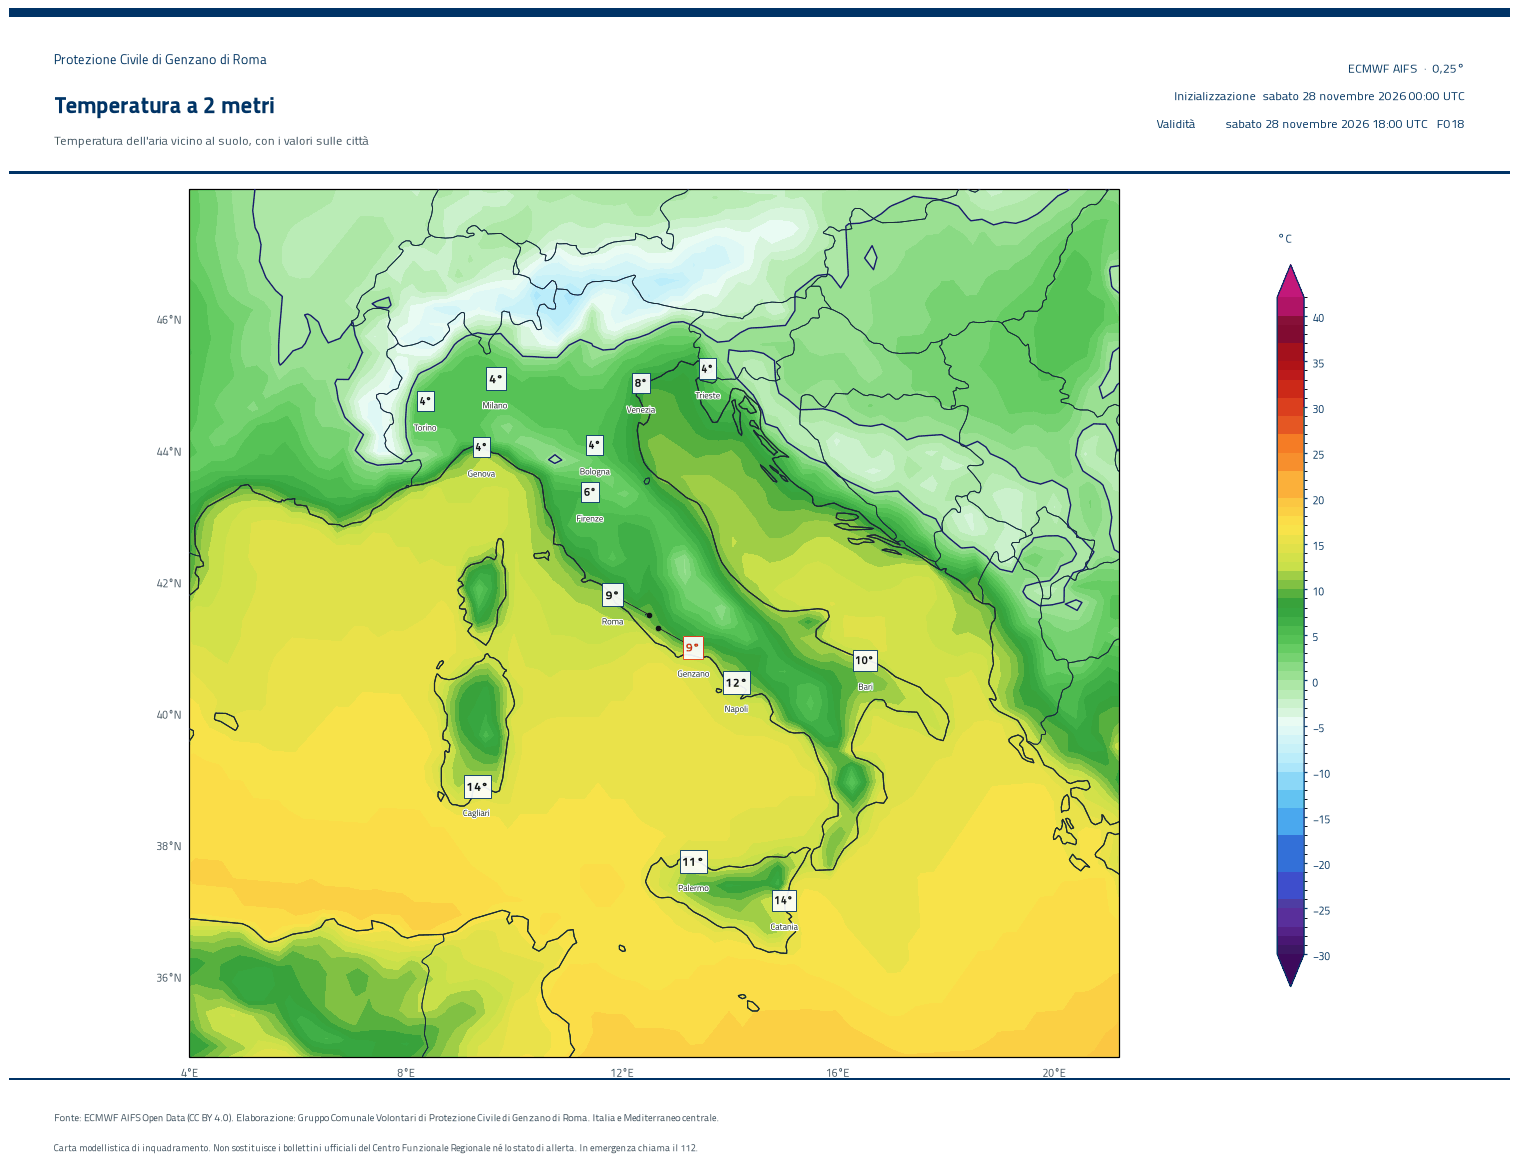 Protezione Civile di Genzano di Roma
Temperatura a 2 metri
Temperatura dell'aria vicino al suolo, con i valori sulle città
ECMWF AIFS · 0,25°
Inizializzazione sabato 28 novembre 2026 00:00 UTC
Validità sabato 28 novembre 2026 18:00 UTC F018
°C
46°N
44°N
42°N
40°N
38°N
36°N
4°E 8°E 12°E 16°E 20°E
4°
Torino
4°
Milano
4°
Genova
8°
Venezia
4°
Trieste
4°
Bologna
6°
Firenze
9°
Roma
9°
Genzano
12°
Napoli
10°
Bari
14°
Cagliari
11°
Palermo
14°
Catania
40
35
30
25
20
15
10
5
0
−5
−10
−15
−20
−25
−30
Fonte: ECMWF AIFS Open Data (CC BY 4.0). Elaborazione: Gruppo Comunale Volontari di Protezione Civile di Genzano di Roma. Italia e Mediterraneo centrale.
Carta modellistica di inquadramento. Non sostituisce i bollettini ufficiali del Centro Funzionale Regionale né lo stato di allerta. In emergenza chiama il 112.